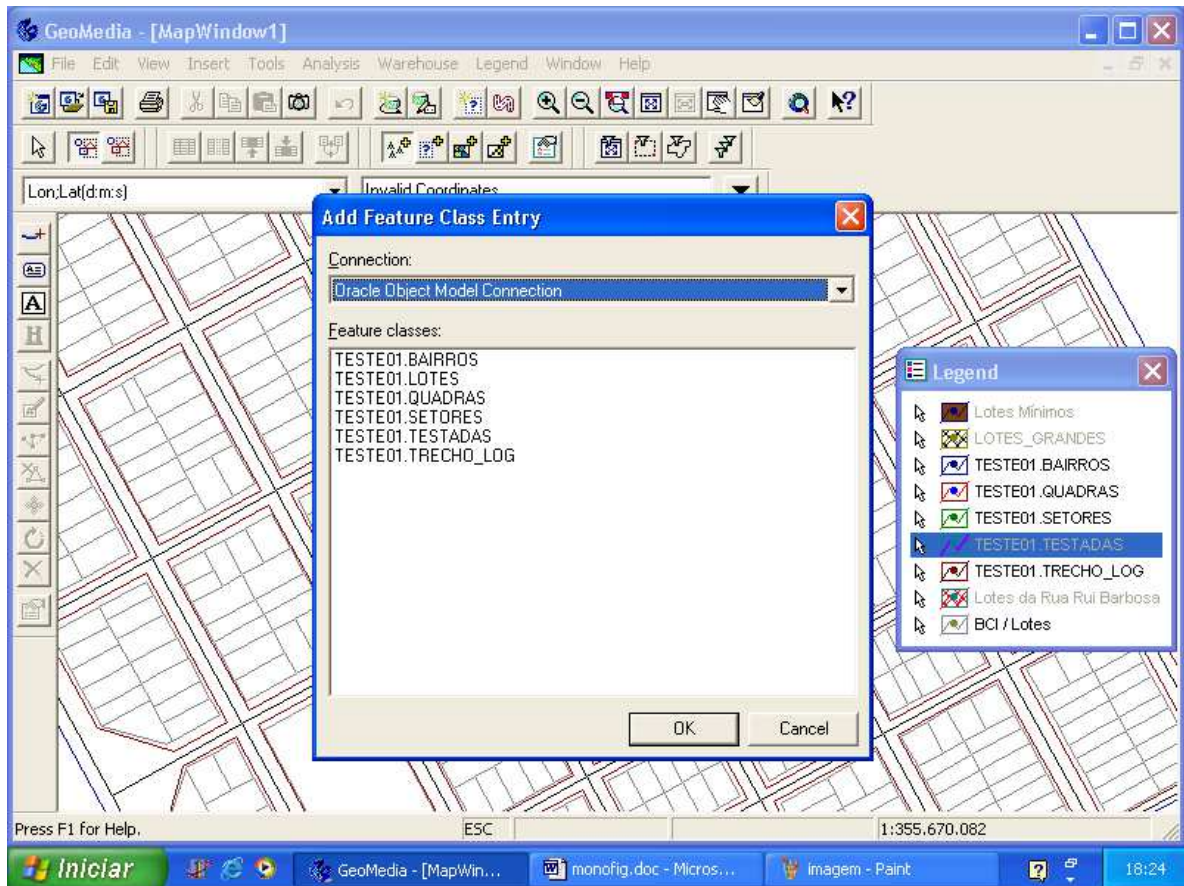 GeoMedia - [MapWindow1]
File Edit View Insert Tools Analysis Warehouse Legend Window Help
Lon;Lat(d:m:s)
Invalid Coordinates
Add Feature Class Entry
Connection:
Oracle Object Model Connection
Feature classes:
TESTE01.BAIRROS
TESTE01.LOTES
TESTE01.QUADRAS
TESTE01.SETORES
TESTE01.TESTADAS
TESTE01.TRECHO_LOG
OK
Cancel
Legend
Lotes Mínimos
LOTES_GRANDES
TESTE01.BAIRROS
TESTE01.QUADRAS
TESTE01.SETORES
TESTE01.TESTADAS
TESTE01.TRECHO_LOG
Lotes da Rua Rui Barbosa
BCI / Lotes
Press F1 for Help.
ESC
1:355.670.082
Iniciar
GeoMedia - [MapWin...
monofig.doc - Micros...
imagem - Paint
18:24